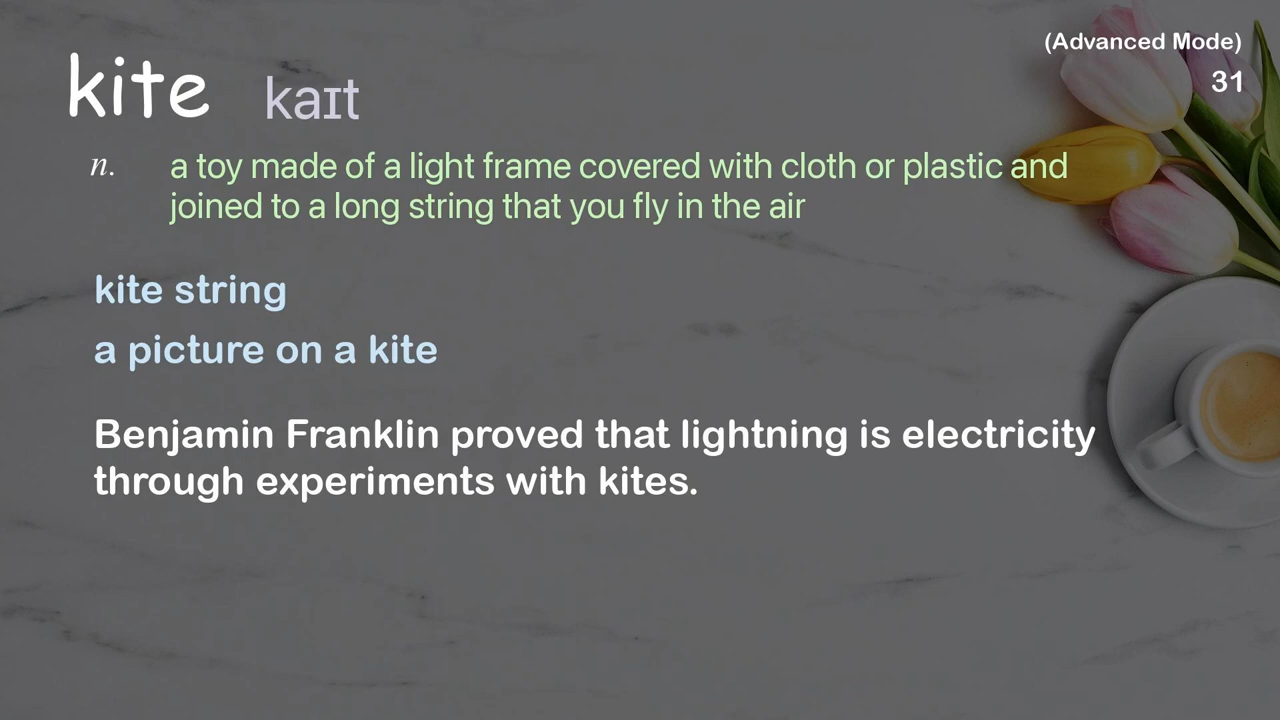 (Advanced Mode)
kite kaɪt
31
n. a toy made of a light frame covered with cloth or plastic and
joined to a long string that you fly in the air
kite string
a picture on a kite
Benjamin Franklin proved that lightning is electricity
through experiments with kites.